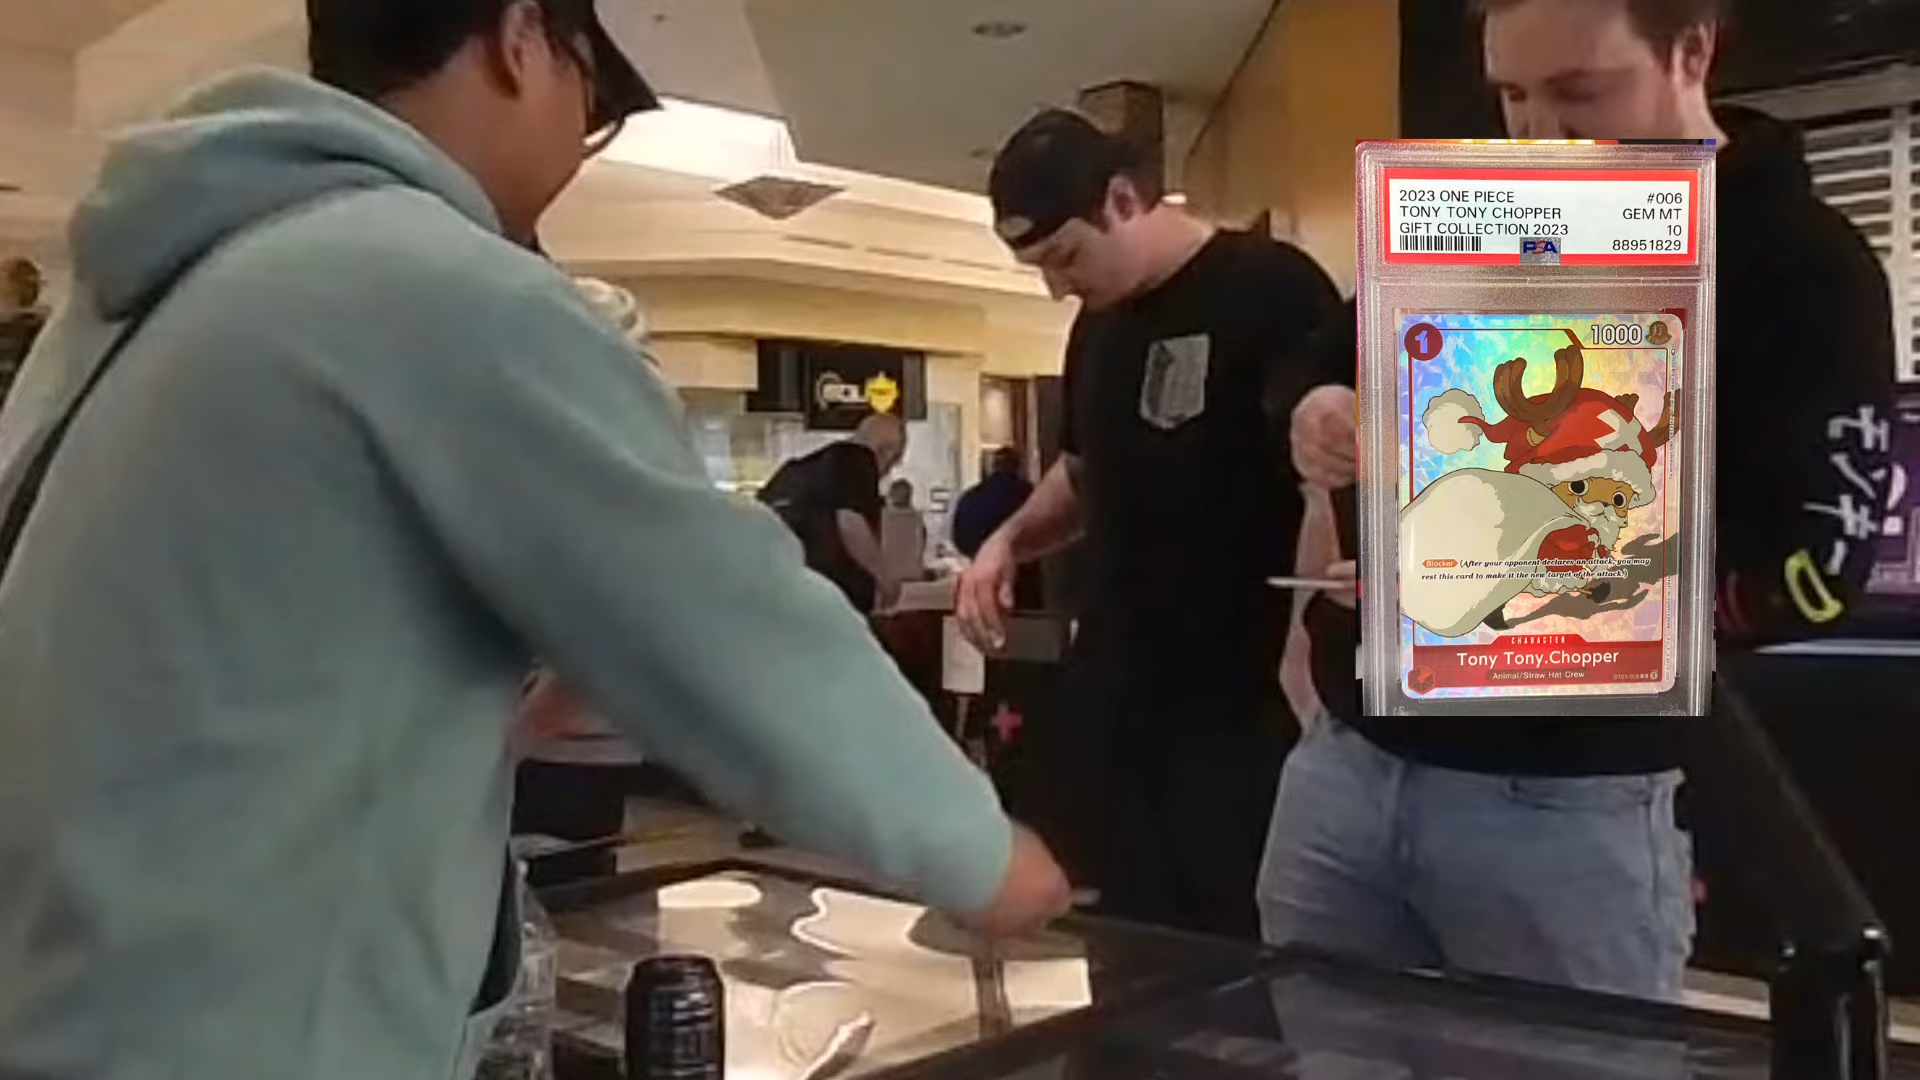 2023 ONE PIECE #006
TONY TONY CHOPPER GEM MT
GIFT COLLECTION 2023 10
PSA 88951829
1 1000
Blocker (After your opponent declares an attack, you may
rest this card to make it the new target of the attack.)
CHARACTER
Tony Tony.Chopper
Animal/Straw Hat Crew